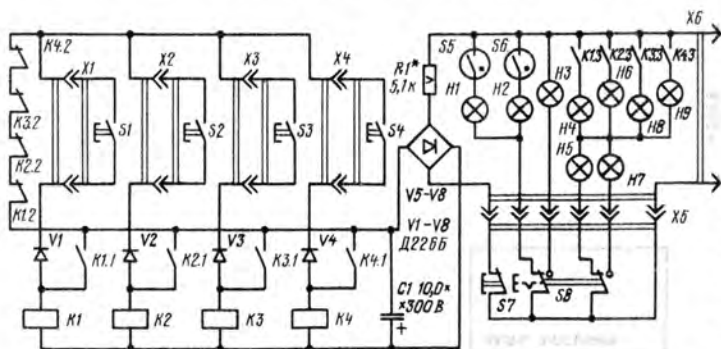 K4.2
X1
X2
X3
X4
R1*
5,1к
S5
S6
H3
K1.3
K2.3
K3.3
K4.3
X6
H1
H2
H6
K3.2
S1
S2
S3
S4
H4
H8
H9
K2.2
H5
H7
K1.2
V5-V8
X5
V1
V2
V3
V4
V1-V8
Д226Б
K1.1
K2.1
K3.1
K4.1
C1 10,0×
×300 В
+
S7
S8
K1
K2
K3
K4